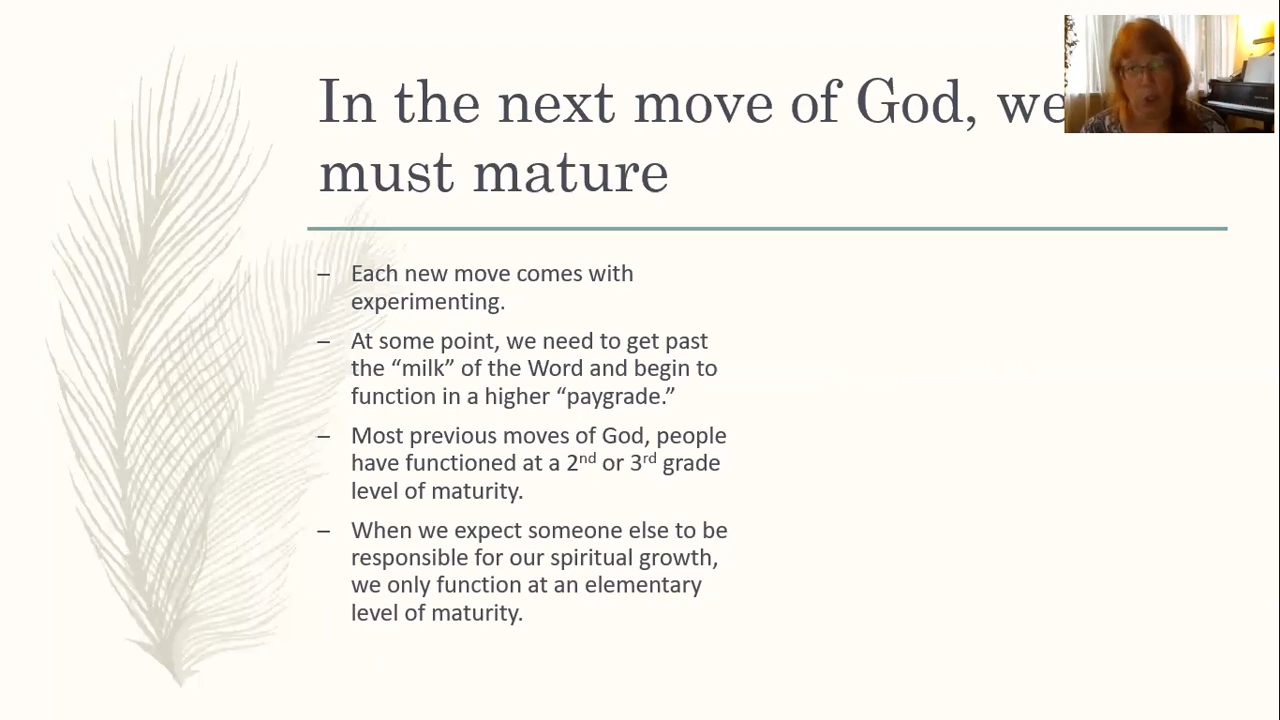 In the next move of God, we
must mature
– Each new move comes with
experimenting.
– At some point, we need to get past
the “milk” of the Word and begin to
function in a higher “paygrade.”
– Most previous moves of God, people
have functioned at a 2nd or 3rd grade
level of maturity.
– When we expect someone else to be
responsible for our spiritual growth,
we only function at an elementary
level of maturity.